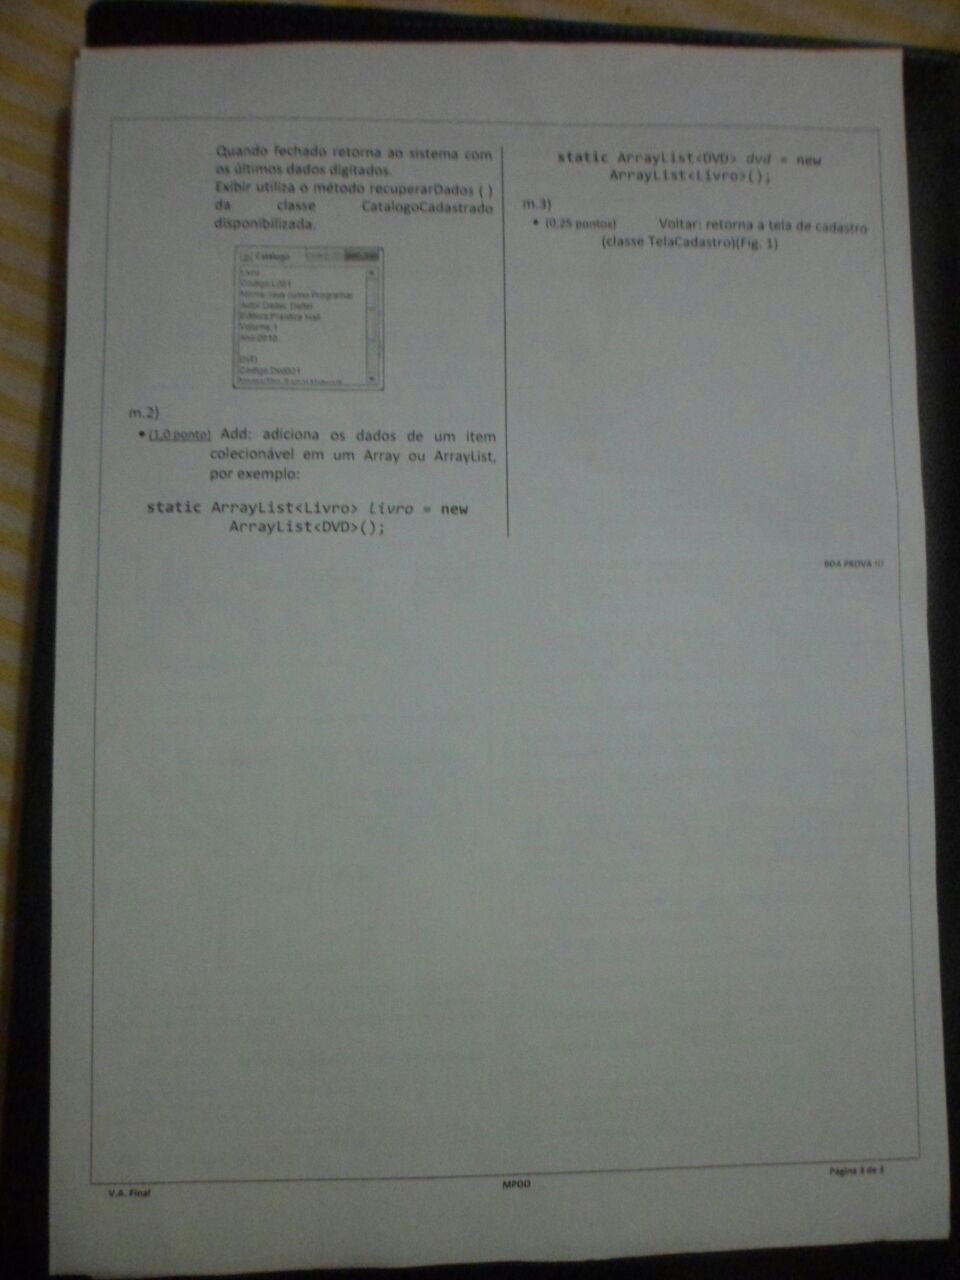 Quando fechado retorna ao sistema com
os últimos dados digitados.
Exibir utiliza o método recuperarDados ( )
da classe CatalogoCadastrado
disponibilizada.
Catálogo
Livro
Código:L001
Nome:Java como Programar
Autor:Deitel, Deitel
Editora:Prentice Hall
Volume:1
Ano:2010
DVD
Código:Dvd001
m.2)
• (1,0 ponto) Add: adiciona os dados de um item
colecionável em um Array ou ArrayList,
por exemplo:
static ArrayList<Livro> livro = new
ArrayList<DVD>();
static ArrayList<DVD> dvd = new
ArrayList<Livro>();
m.3)
• (0,25 pontos) Voltar: retorna a tela de cadastro
(classe TelaCadastro)(Fig. 1)
BOA PROVA !!!
V.A. Final
MPOO
Página 3 de 3